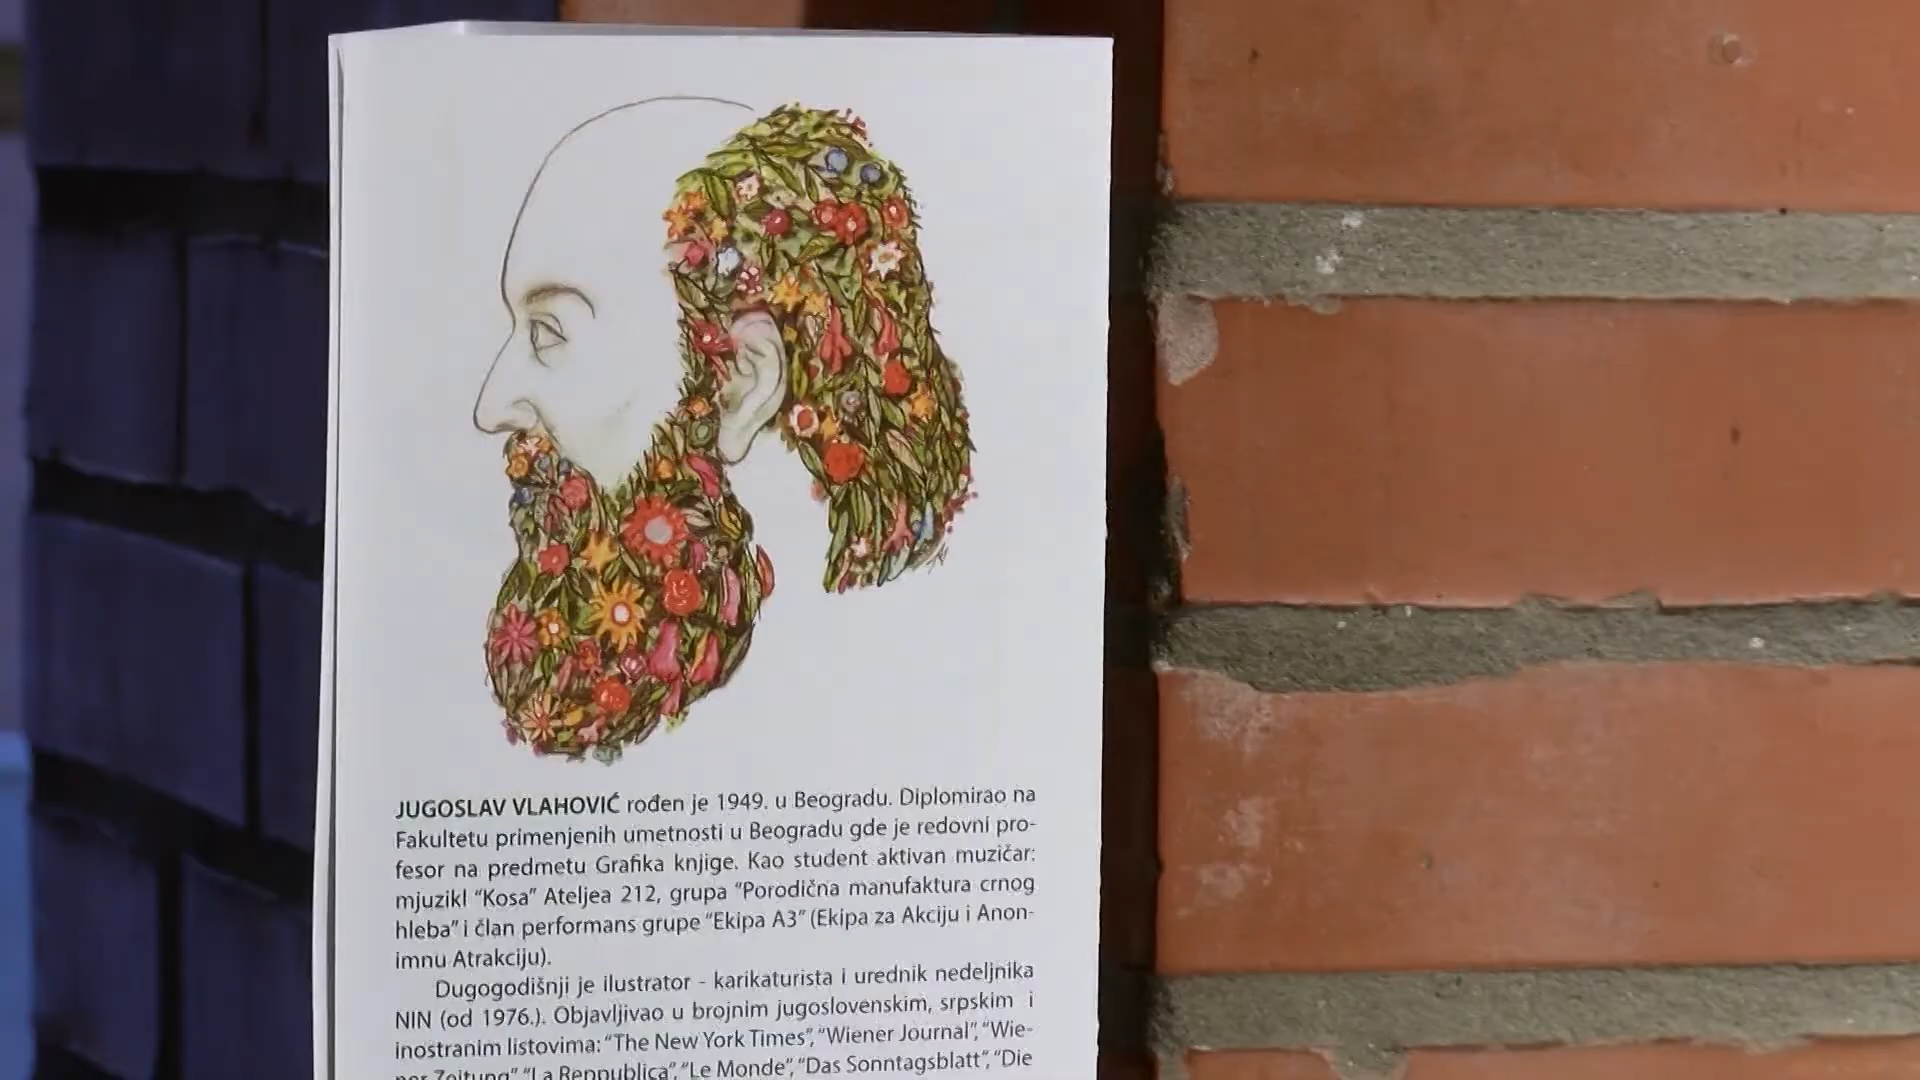 JUGOSLAV VLAHOVIĆ rođen je 1949. u Beogradu. Diplomirao na
Fakultetu primenjenih umetnosti u Beogradu gde je redovni pro-
fesor na predmetu Grafika knjige. Kao student aktivan muzičar:
mjuzikl “Kosa” Ateljea 212, grupa “Porodična manufaktura crnog
hleba” i član performans grupe “Ekipa A3” (Ekipa za Akciju i Anon-
imnu Atrakciju).
Dugogodišnji je ilustrator - karikaturista i urednik nedeljnika
NIN (od 1976.). Objavljivao u brojnim jugoslovenskim, srpskim i
inostranim listovima: “The New York Times”, “Wiener Journal”, “Wie-
ner Zeitung” “La Reppublica”, “Le Monde”, “Das Sonntagsblatt”, “Die